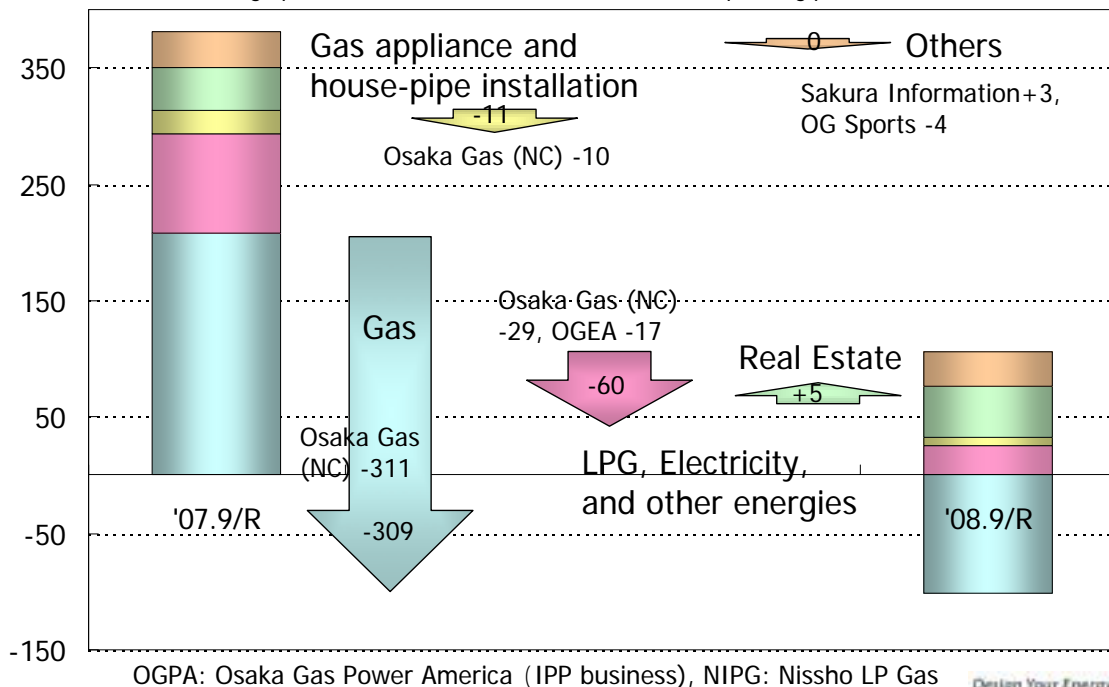 350
250
150
50
-50
-150
Gas appliance and
house-pipe installation
-11
Osaka Gas (NC) -10
0
Others
Sakura Information+3,
OG Sports -4
Gas
Osaka Gas
(NC) -311
-309
Osaka Gas (NC)
-29, OGEA -17
-60
LPG, Electricity,
and other energies
Real Estate
+5
'07.9/R
'08.9/R
OGPA: Osaka Gas Power America (IPP business), NIPG: Nissho LP Gas
Design Your Energy